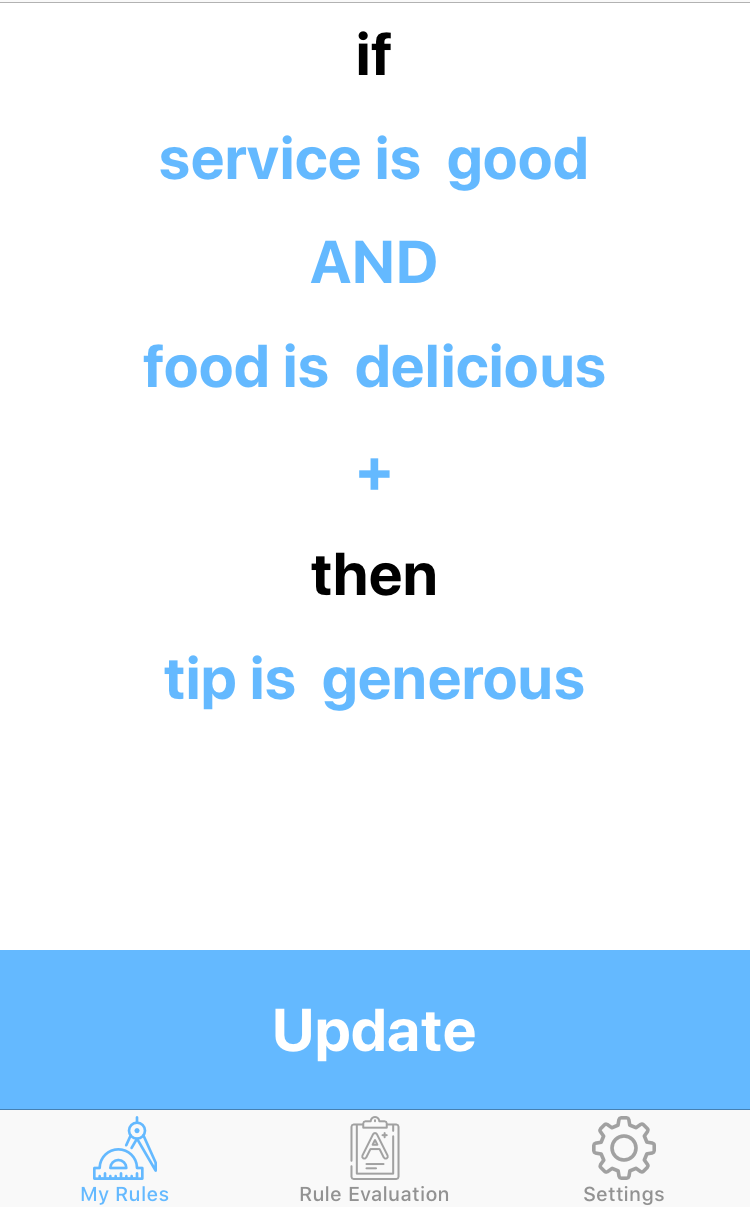 if
service is good
AND
food is delicious
+
then
tip is generous
Update
My Rules Rule Evaluation Settings